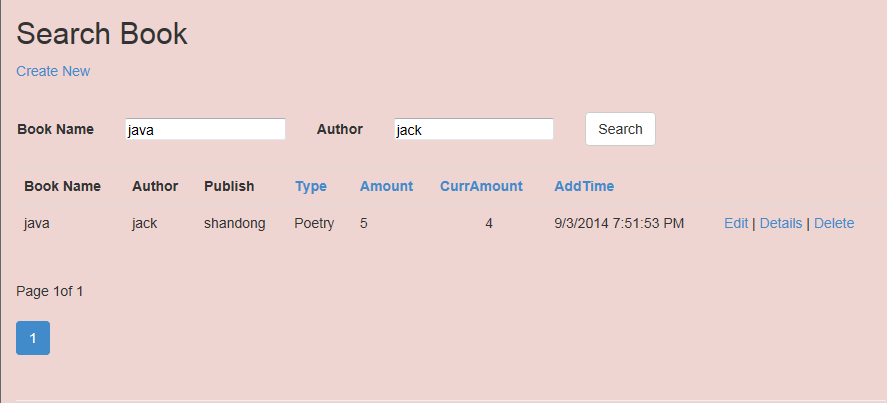 Search Book
Create New
Book Name java Author jack Search
Book Name Author Publish Type Amount CurrAmount AddTime
java jack shandong Poetry 5 4 9/3/2014 7:51:53 PM Edit | Details | Delete
Page 1of 1
1